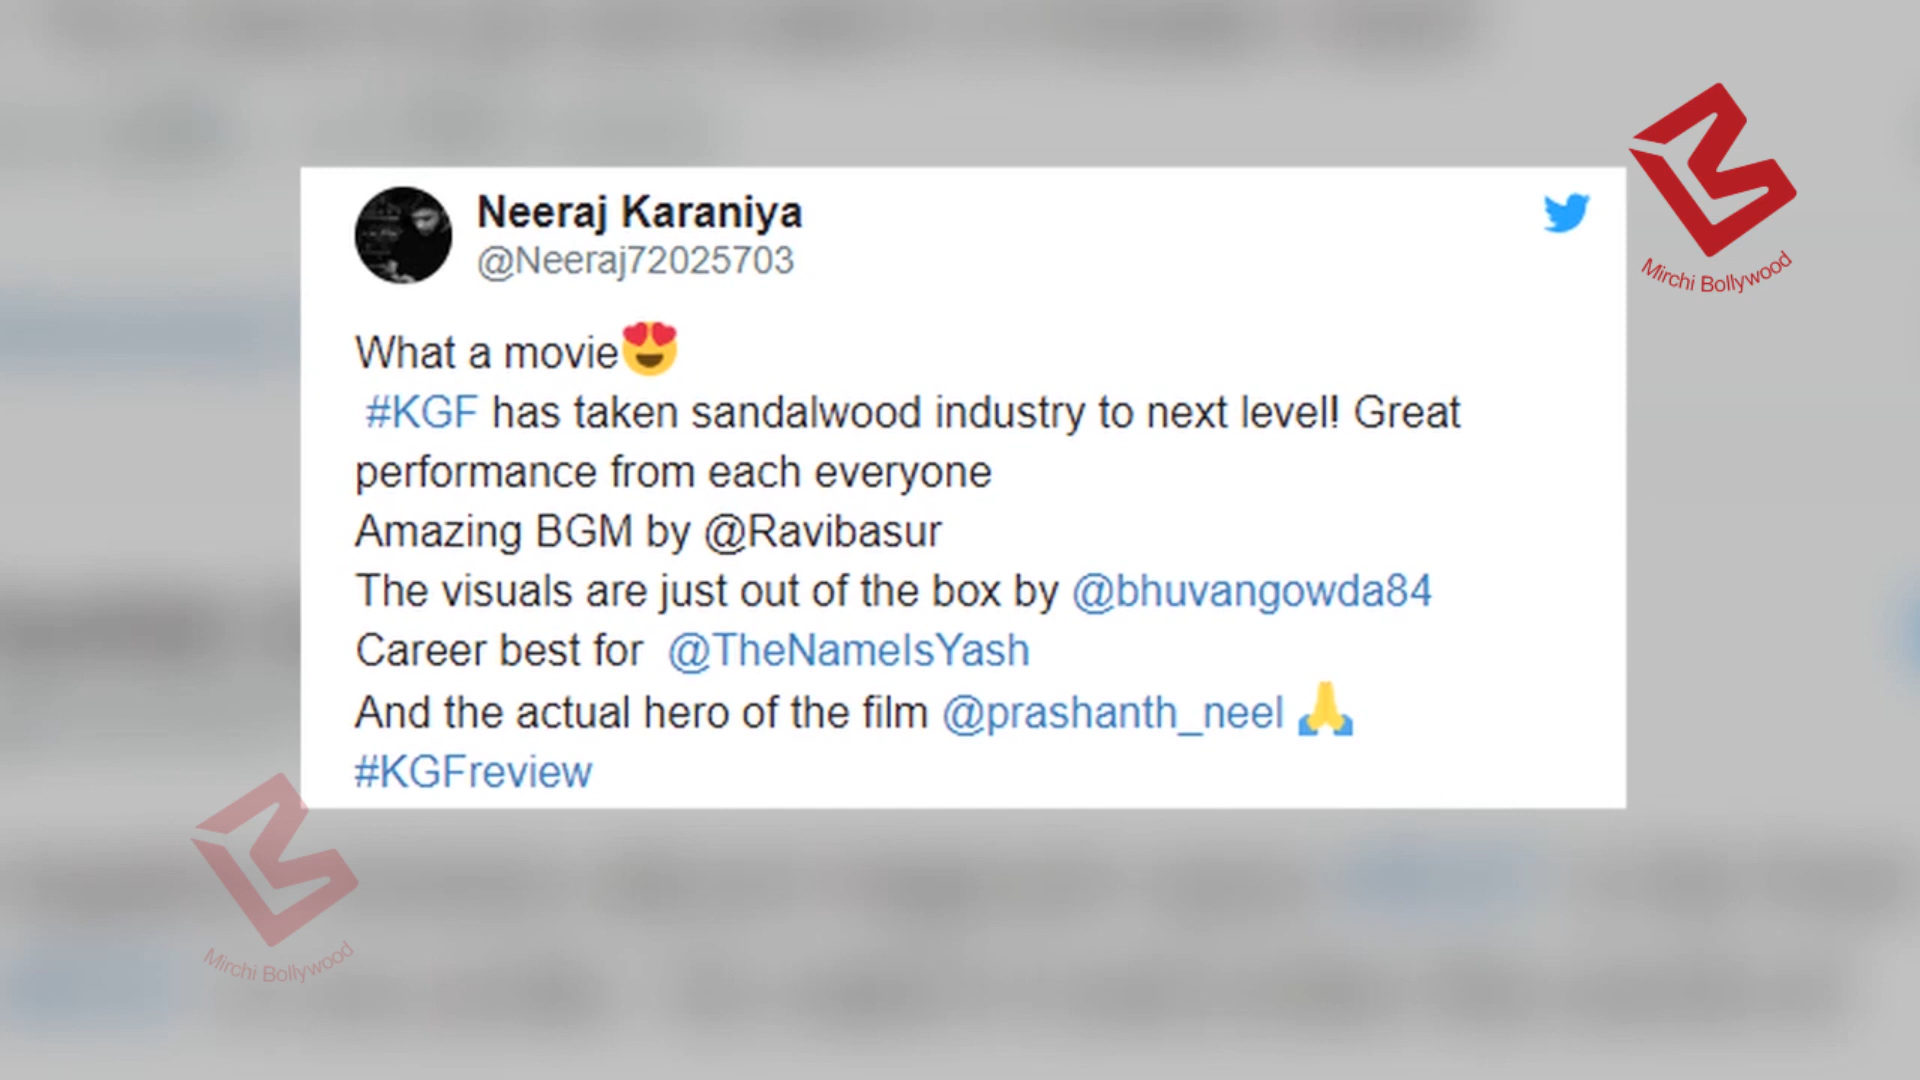 Neeraj Karaniya
@Neeraj72025703
What a movie😍
#KGF has taken sandalwood industry to next level! Great
performance from each everyone
Amazing BGM by @Ravibasur
The visuals are just out of the box by @bhuvangowda84
Career best for @TheNameIsYash
And the actual hero of the film @prashanth_neel 🙏
#KGFreview
Mirchi Bollywood
Mirchi Bollywood